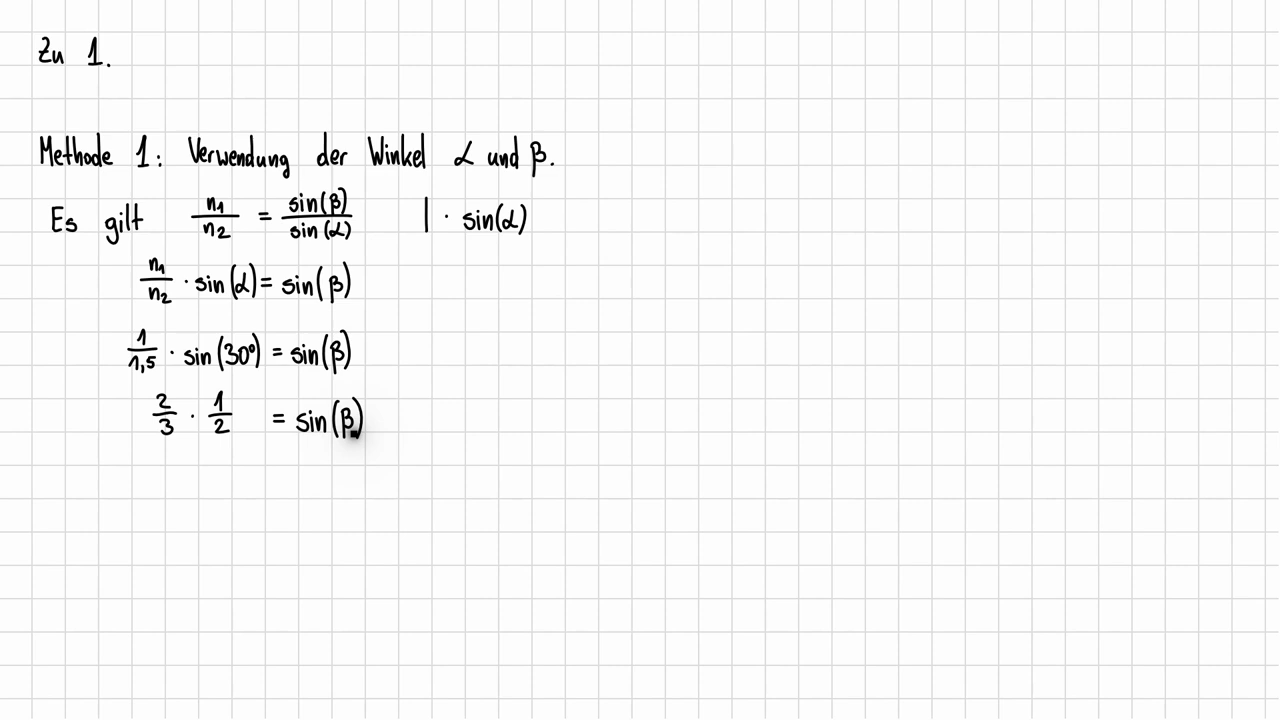 Zu 1.
Methode 1: Verwendung der Winkel α und β.
Es gilt n₁/n₂ = sin(β)/sin(α) | · sin(α)
n₁/n₂ · sin(α) = sin(β)
1/1,5 · sin(30°) = sin(β)
2/3 · 1/2 = sin(β)